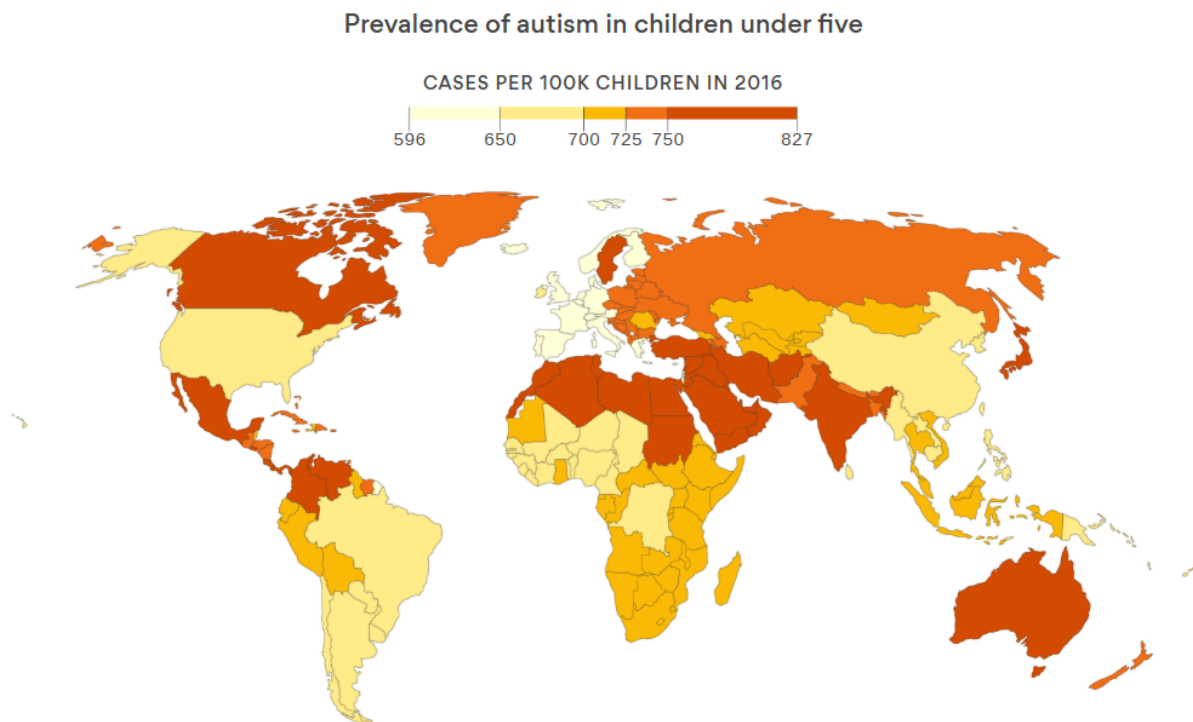 Prevalence of autism in children under five
CASES PER 100K CHILDREN IN 2016
596 650 700 725 750 827